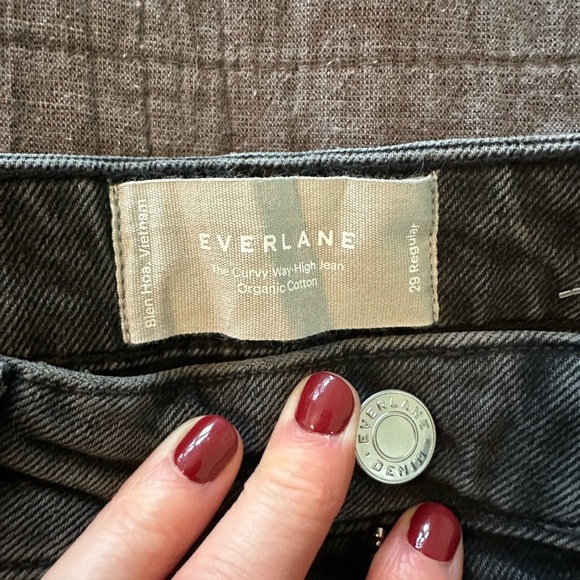 Bien Hoa, Vietnam
EVERLANE
The Curvy Way-High Jean
Organic Cotton
29 Regular
EVERLANE
DENIM